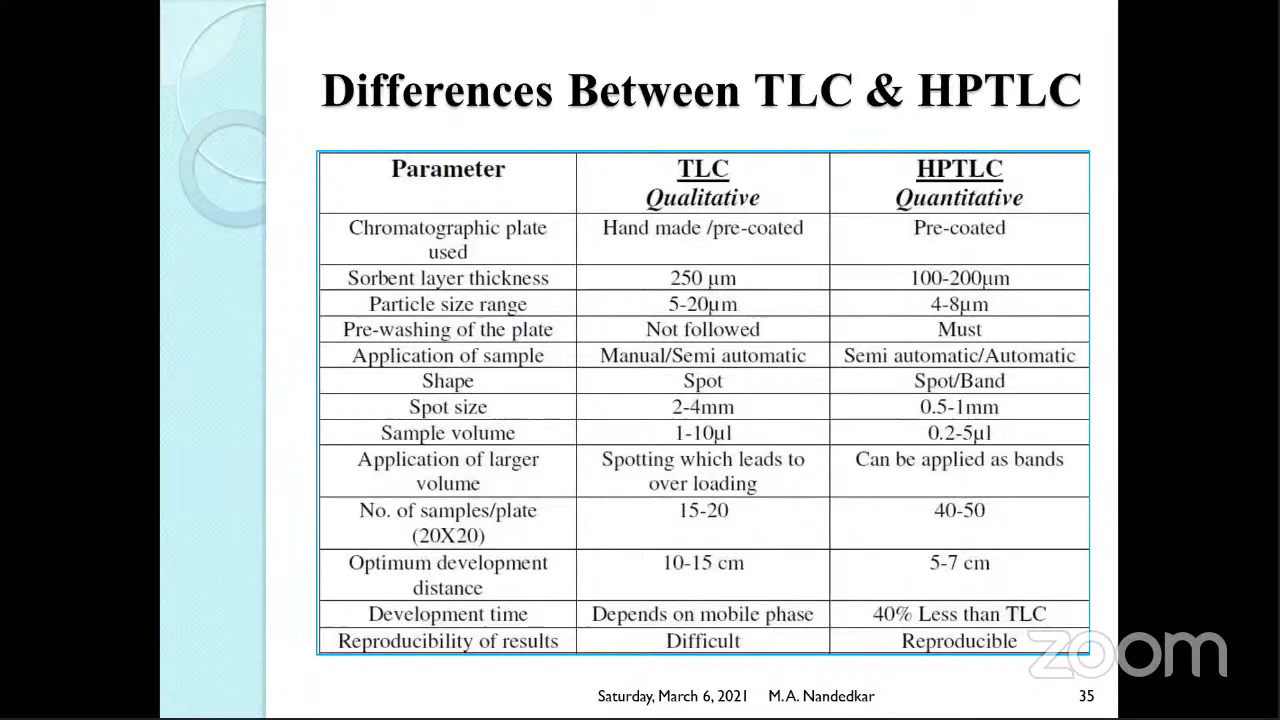 Differences Between TLC & HPTLC
Parameter TLC HPTLC
Qualitative Quantitative
Chromatographic plate used Hand made /pre-coated Pre-coated
Sorbent layer thickness 250 µm 100-200µm
Particle size range 5-20µm 4-8µm
Pre-washing of the plate Not followed Must
Application of sample Manual/Semi automatic Semi automatic/Automatic
Shape Spot Spot/Band
Spot size 2-4mm 0.5-1mm
Sample volume 1-10µl 0.2-5µl
Application of larger volume Spotting which leads to over loading Can be applied as bands
No. of samples/plate (20X20) 15-20 40-50
Optimum development distance 10-15 cm 5-7 cm
Development time Depends on mobile phase 40% Less than TLC
Reproducibility of results Difficult Reproducible
zoom
Saturday, March 6, 2021 M.A. Nandedkar 35